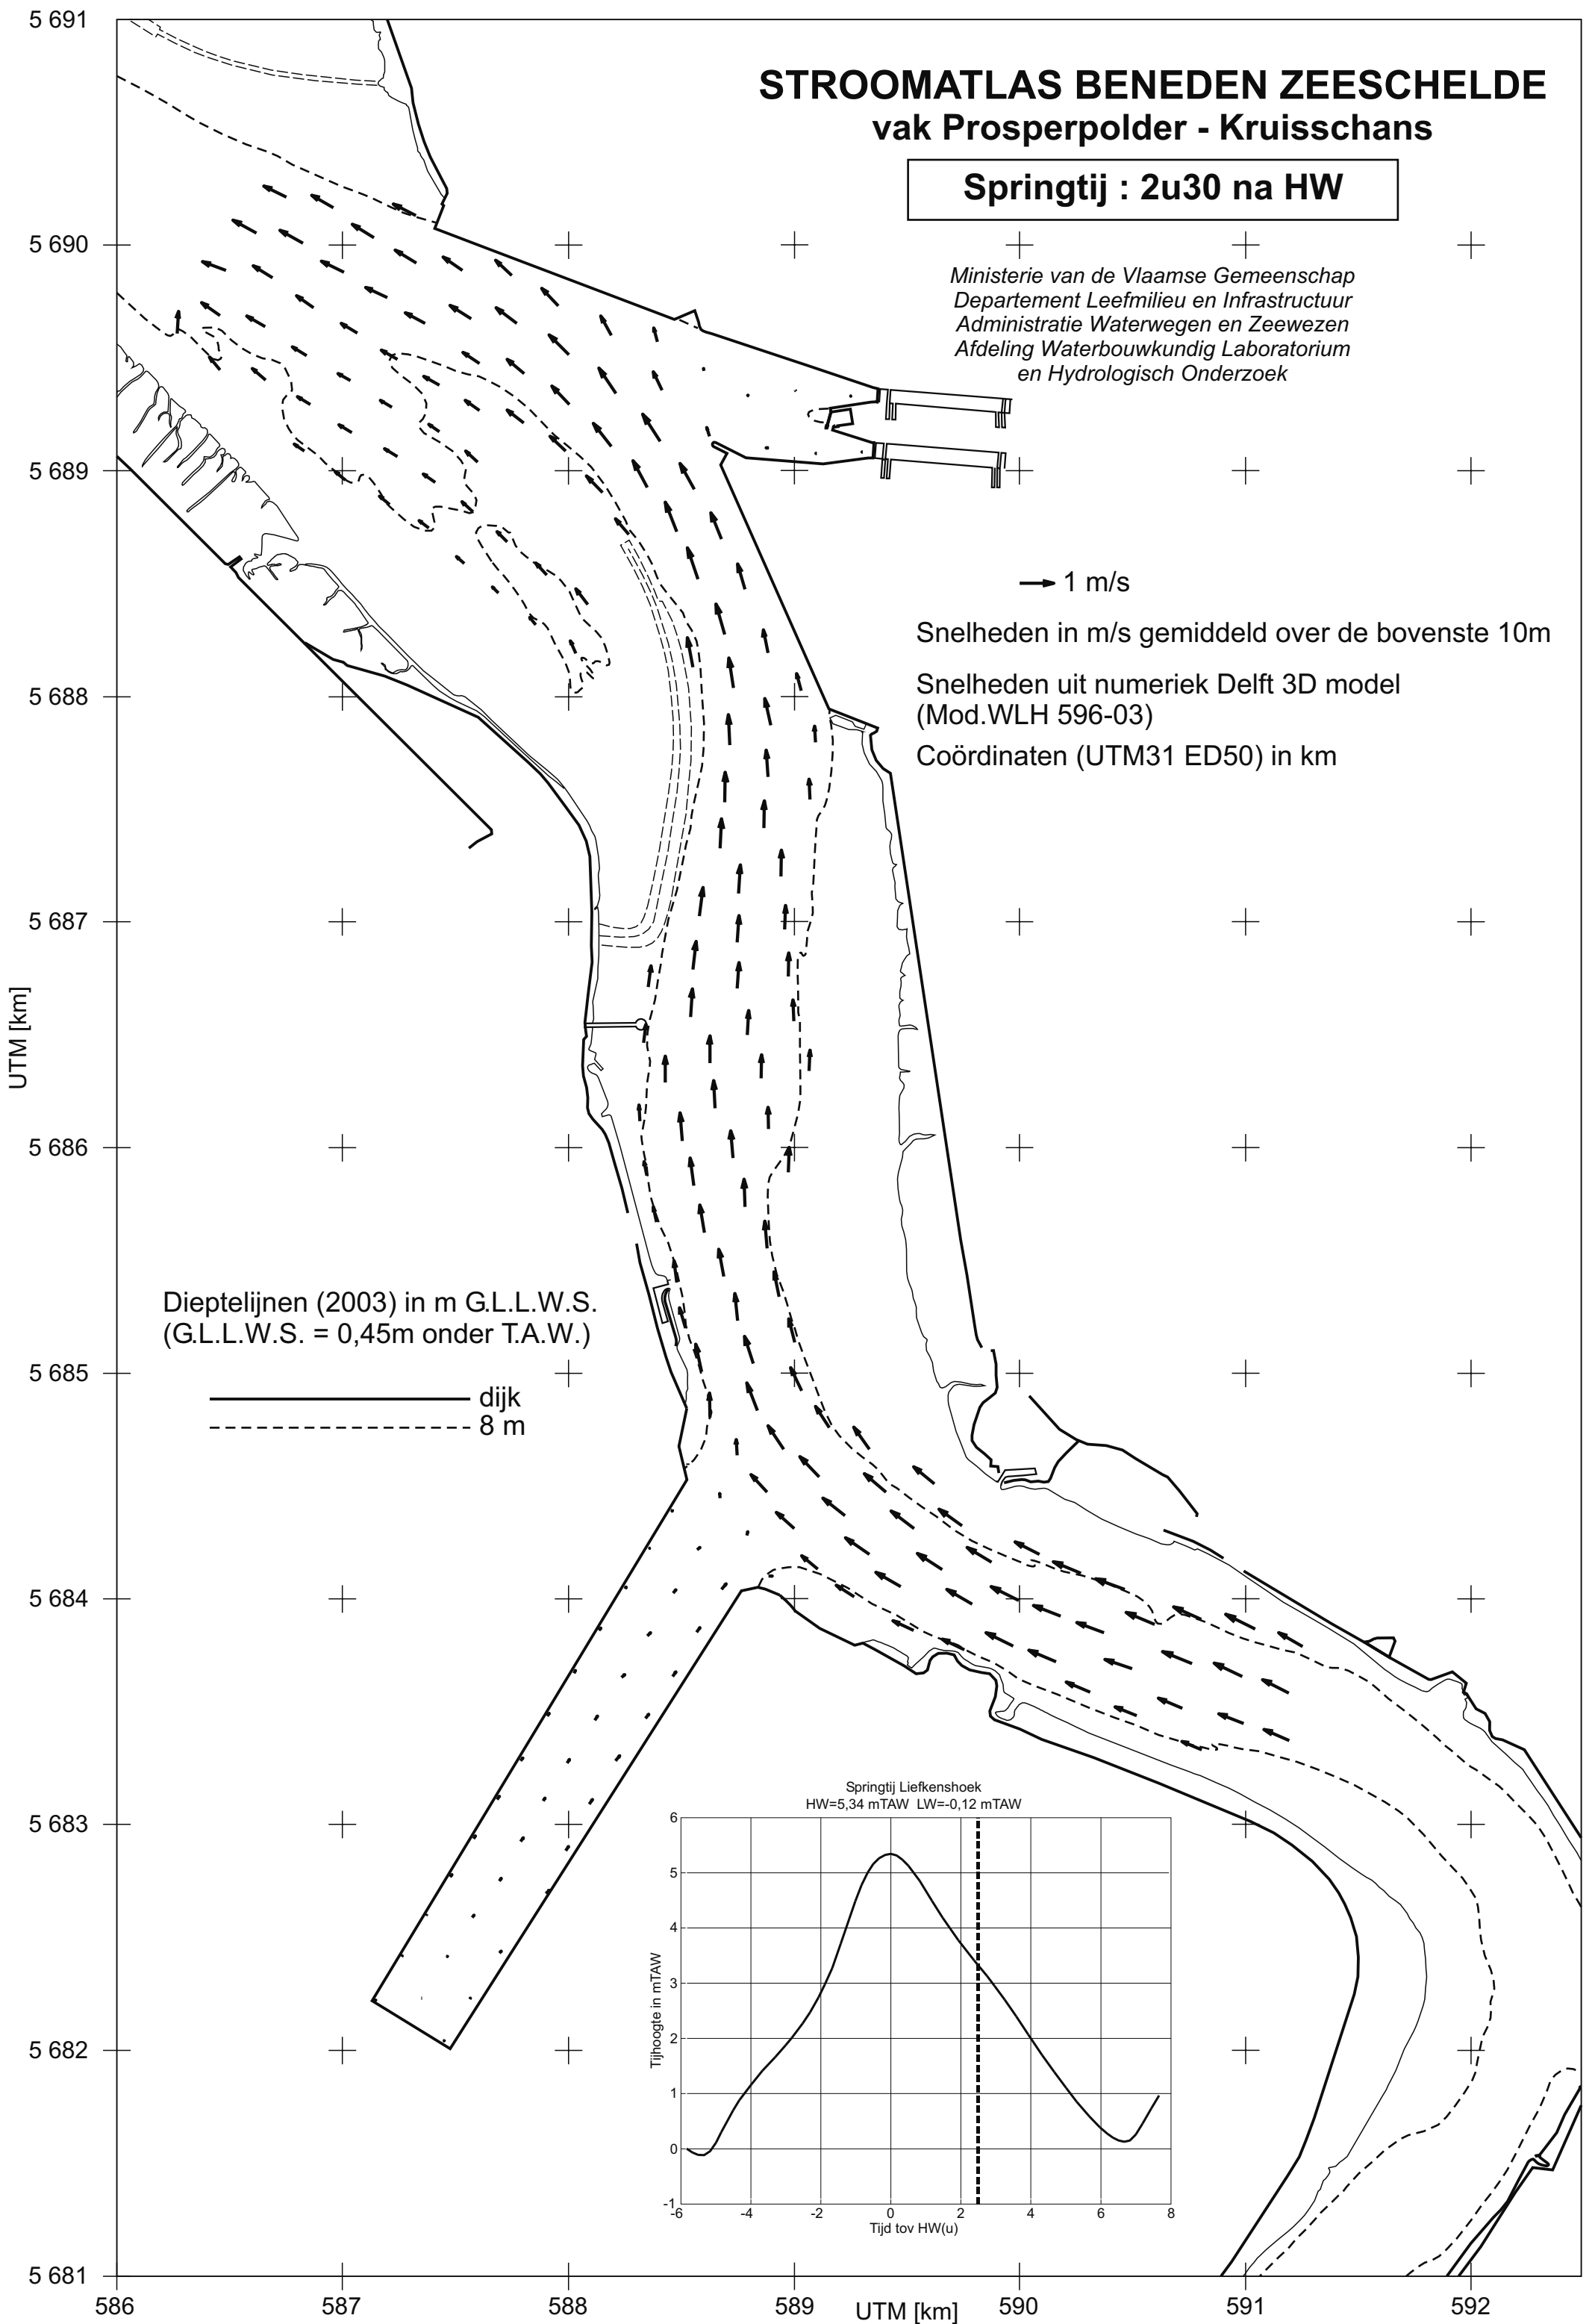 STROOMATLAS BENEDEN ZEESCHELDE
vak Prosperpolder - Kruisschans
Springtij : 2u30 na HW
Ministerie van de Vlaamse Gemeenschap
Departement Leefmilieu en Infrastructuur
Administratie Waterwegen en Zeewezen
Afdeling Waterbouwkundig Laboratorium
en Hydrologisch Onderzoek
1 m/s
Snelheden in m/s gemiddeld over de bovenste 10m
Snelheden uit numeriek Delft 3D model
(Mod.WLH 596-03)
Coördinaten (UTM31 ED50) in km
Dieptelijnen (2003) in m G.L.L.W.S.
(G.L.L.W.S. = 0,45m onder T.A.W.)
dijk
8 m
5 691
5 690
5 689
5 688
5 687
5 686
5 685
5 684
5 683
5 682
5 681
UTM [km]
586 587 588 589 590 591 592
UTM [km]
Springtij Liefkenshoek
HW=5,34 mTAW LW=-0,12 mTAW
6
5
4
3
2
1
0
-1
Tijhoogte in mTAW
-6 -4 -2 0 2 4 6 8
Tijd tov HW(u)